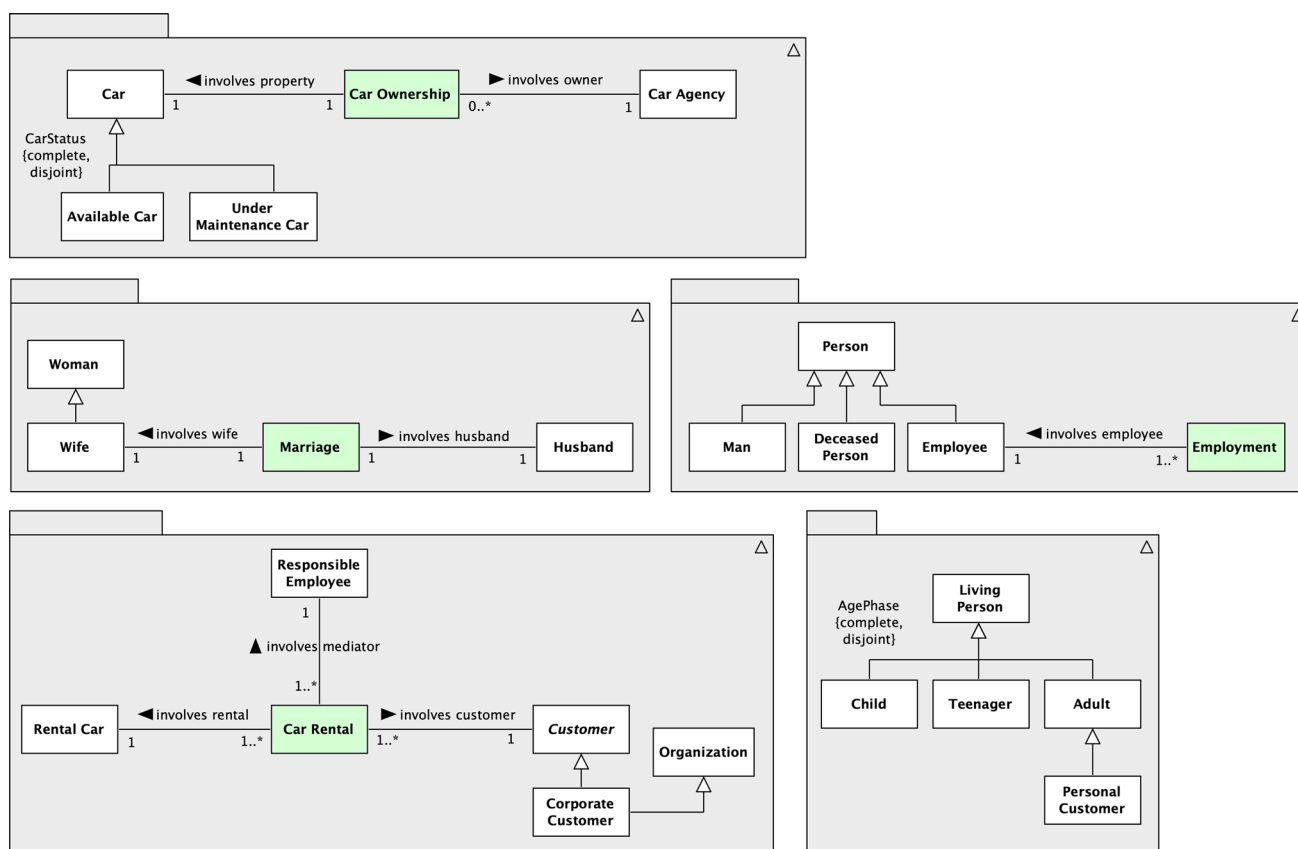 Car
◀ involves property
Car Ownership
▶ involves owner
Car Agency
1
1
0..*
1
CarStatus
{complete,
disjoint}
Available Car
Under
Maintenance Car
Woman
Wife
◀ involves wife
Marriage
▶ involves husband
Husband
1
1
1
1
Person
Man
Deceased
Person
Employee
◀ involves employee
Employment
1
1..*
Responsible
Employee
1
▲ involves mediator
1..*
Rental Car
◀ involves rental
Car Rental
▶ involves customer
Customer
1
1..*
1..*
1
Organization
Corporate
Customer
Living
Person
AgePhase
{complete,
disjoint}
Child
Teenager
Adult
Personal
Customer